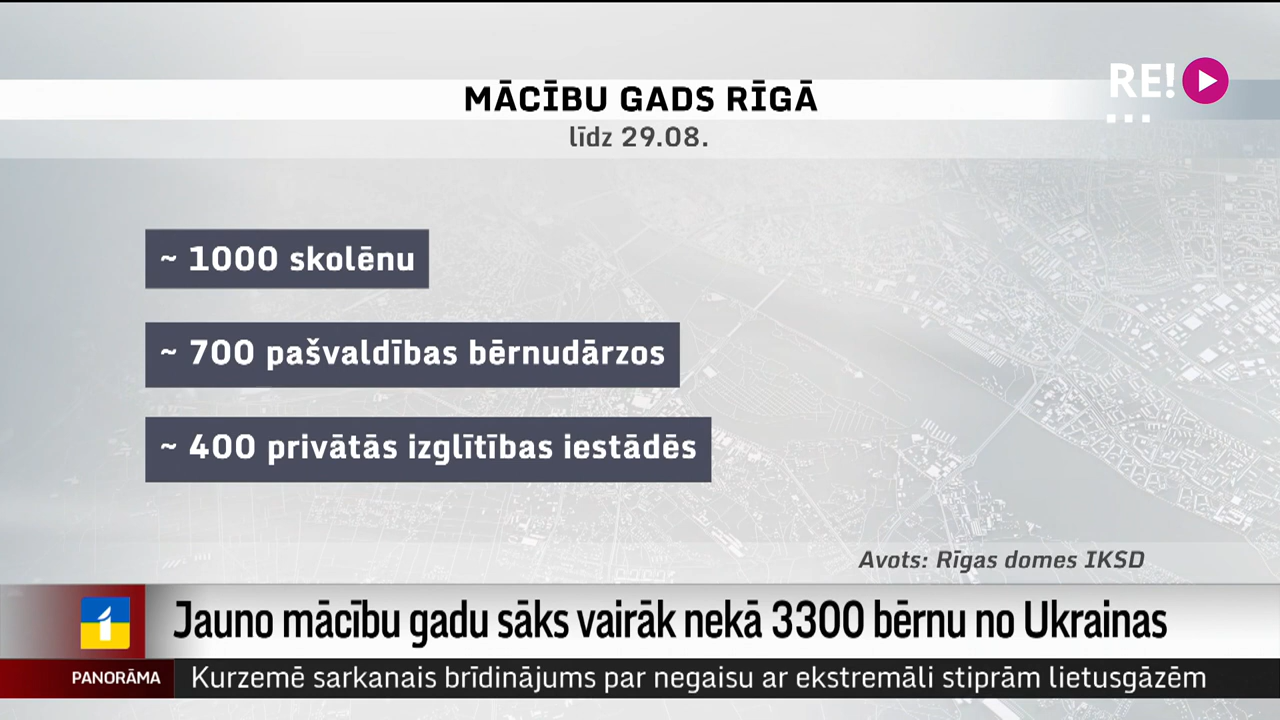 RE!
MĀCĪBU GADS RĪGĀ
līdz 29.08.
~ 1000 skolēnu
~ 700 pašvaldības bērnudārzos
~ 400 privātās izglītības iestādēs
Avots: Rīgas domes IKSD
1 Jauno mācību gadu sāks vairāk nekā 3300 bērnu no Ukrainas
PANORĀMA Kurzemē sarkanais brīdinājums par negaisu ar ekstremāli stiprām lietusgāzēm